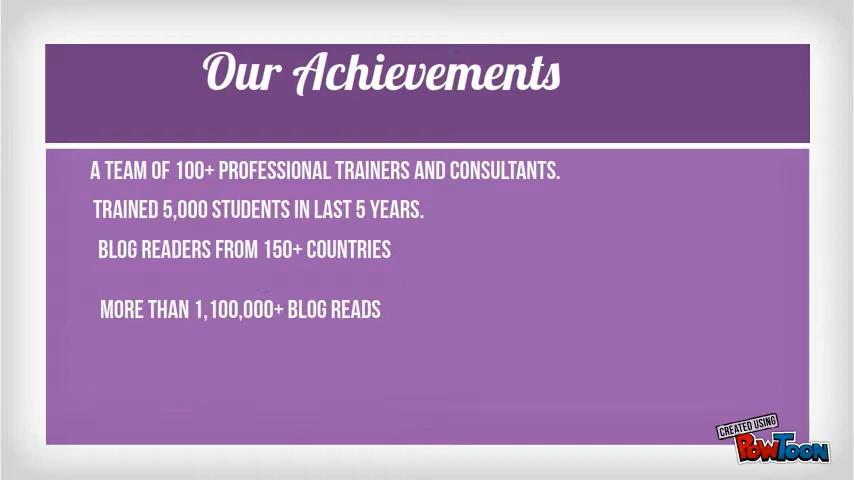 Our Achievements
A TEAM OF 100+ PROFESSIONAL TRAINERS AND CONSULTANTS.
TRAINED 5,000 STUDENTS IN LAST 5 YEARS.
BLOG READERS FROM 150+ COUNTRIES
MORE THAN 1,100,000+ BLOG READS
CREATED USING
POWTOON